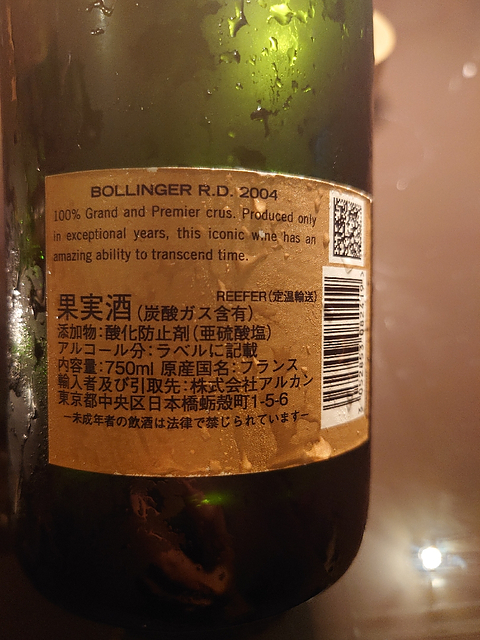 BOLLINGER R.D. 2004
100% Grand and Premier crus. Produced only
in exceptional years, this iconic wine has an
amazing ability to transcend time.
REEFER(定温輸送)
果実酒(炭酸ガス含有)
添加物:酸化防止剤(亜硫酸塩)
アルコール分:ラベルに記載
内容量:750ml 原産国名:フランス
輸入者及び引取先:株式会社アルカン
東京都中央区日本橋蛎殻町1-5-6
—未成年者の飲酒は法律で禁じられています—